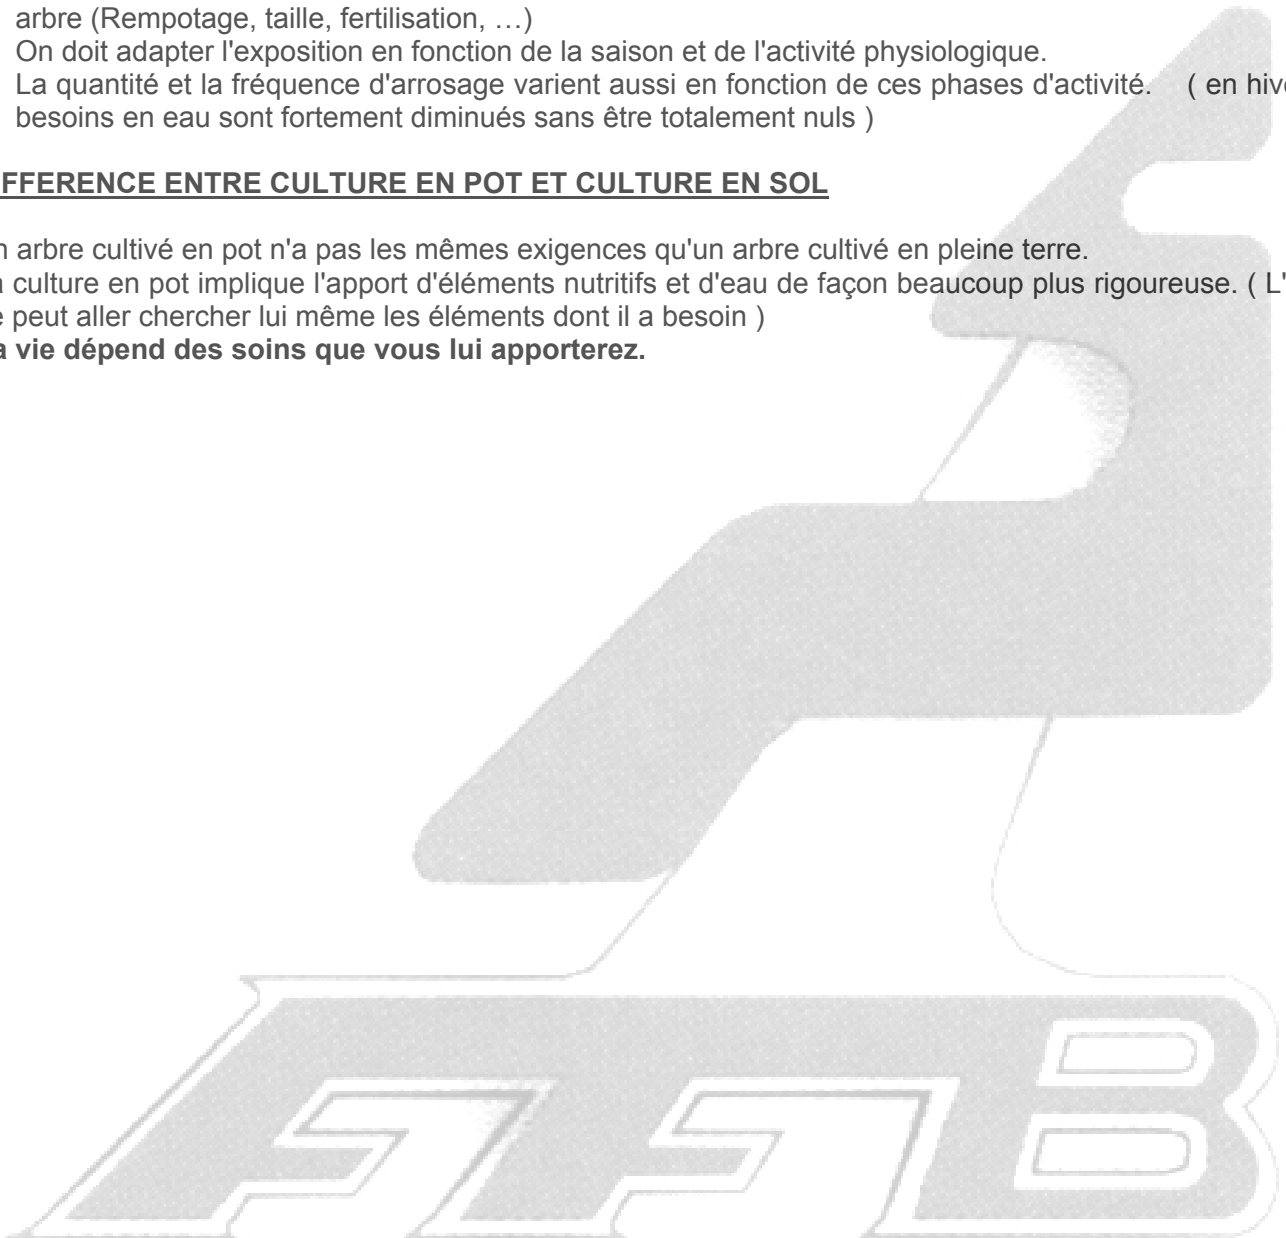 arbre (Rempotage, taille, fertilisation, …)
On doit adapter l'exposition en fonction de la saison et de l'activité physiologique.
La quantité et la fréquence d'arrosage varient aussi en fonction de ces phases d'activité. ( en hive
besoins en eau sont fortement diminués sans être totalement nuls )
FFERENCE ENTRE CULTURE EN POT ET CULTURE EN SOL
n arbre cultivé en pot n'a pas les mêmes exigences qu'un arbre cultivé en pleine terre.
a culture en pot implique l'apport d'éléments nutritifs et d'eau de façon beaucoup plus rigoureuse. ( L'
e peut aller chercher lui même les éléments dont il a besoin )
a vie dépend des soins que vous lui apporterez.
FFB